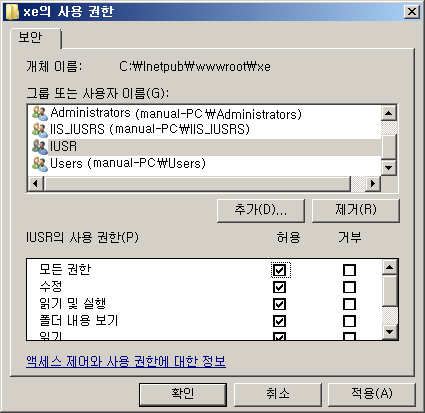 xe의 사용 권한
보안
개체 이름: C:₩Inetpub₩wwwroot₩xe
그룹 또는 사용자 이름(G):
Administrators (manual-PC₩Administrators)
IIS_IUSRS (manual-PC₩IIS_IUSRS)
IUSR
Users (manual-PC₩Users)
추가(D)... 제거(R)
IUSR의 사용 권한(P) 허용 거부
모든 권한
수정
읽기 및 실행
폴더 내용 보기
읽기
액세스 제어와 사용 권한에 대한 정보
확인 취소 적용(A)